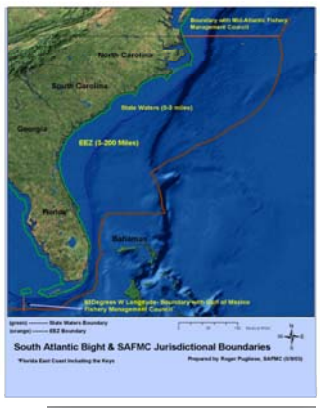 Boundary with Mid-Atlantic Fishery
Management Council
North Carolina
South Carolina
State Waters (0-3 miles)
Georgia
EEZ (3-200 Miles)
Florida
Bahamas
Degrees W Longitude- Boundary with Gulf of Mexico
Fishery Management Council
(green) State Waters Boundary
(orange) EEZ Boundary
N
W
E
S
South Atlantic Bight & SAFMC Jurisdictional Boundaries
*Florida East Coast Including the Keys
Prepared by Roger Pugliese, SAFMC